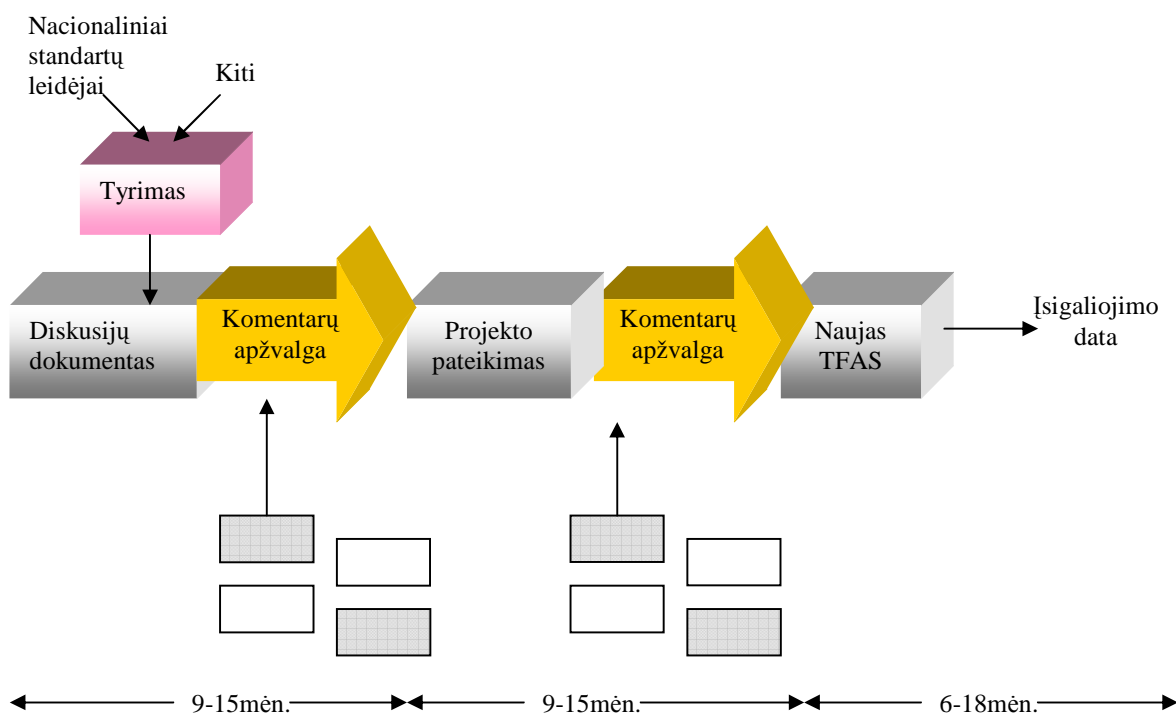 Nacionaliniai
standartų
leidėjai
Kiti
Tyrimas
Diskusijų
dokumentas
Komentarų
apžvalga
Projekto
pateikimas
Komentarų
apžvalga
Naujas
TFAS
Įsigaliojimo
data
9-15mėn.
9-15mėn.
6-18mėn.